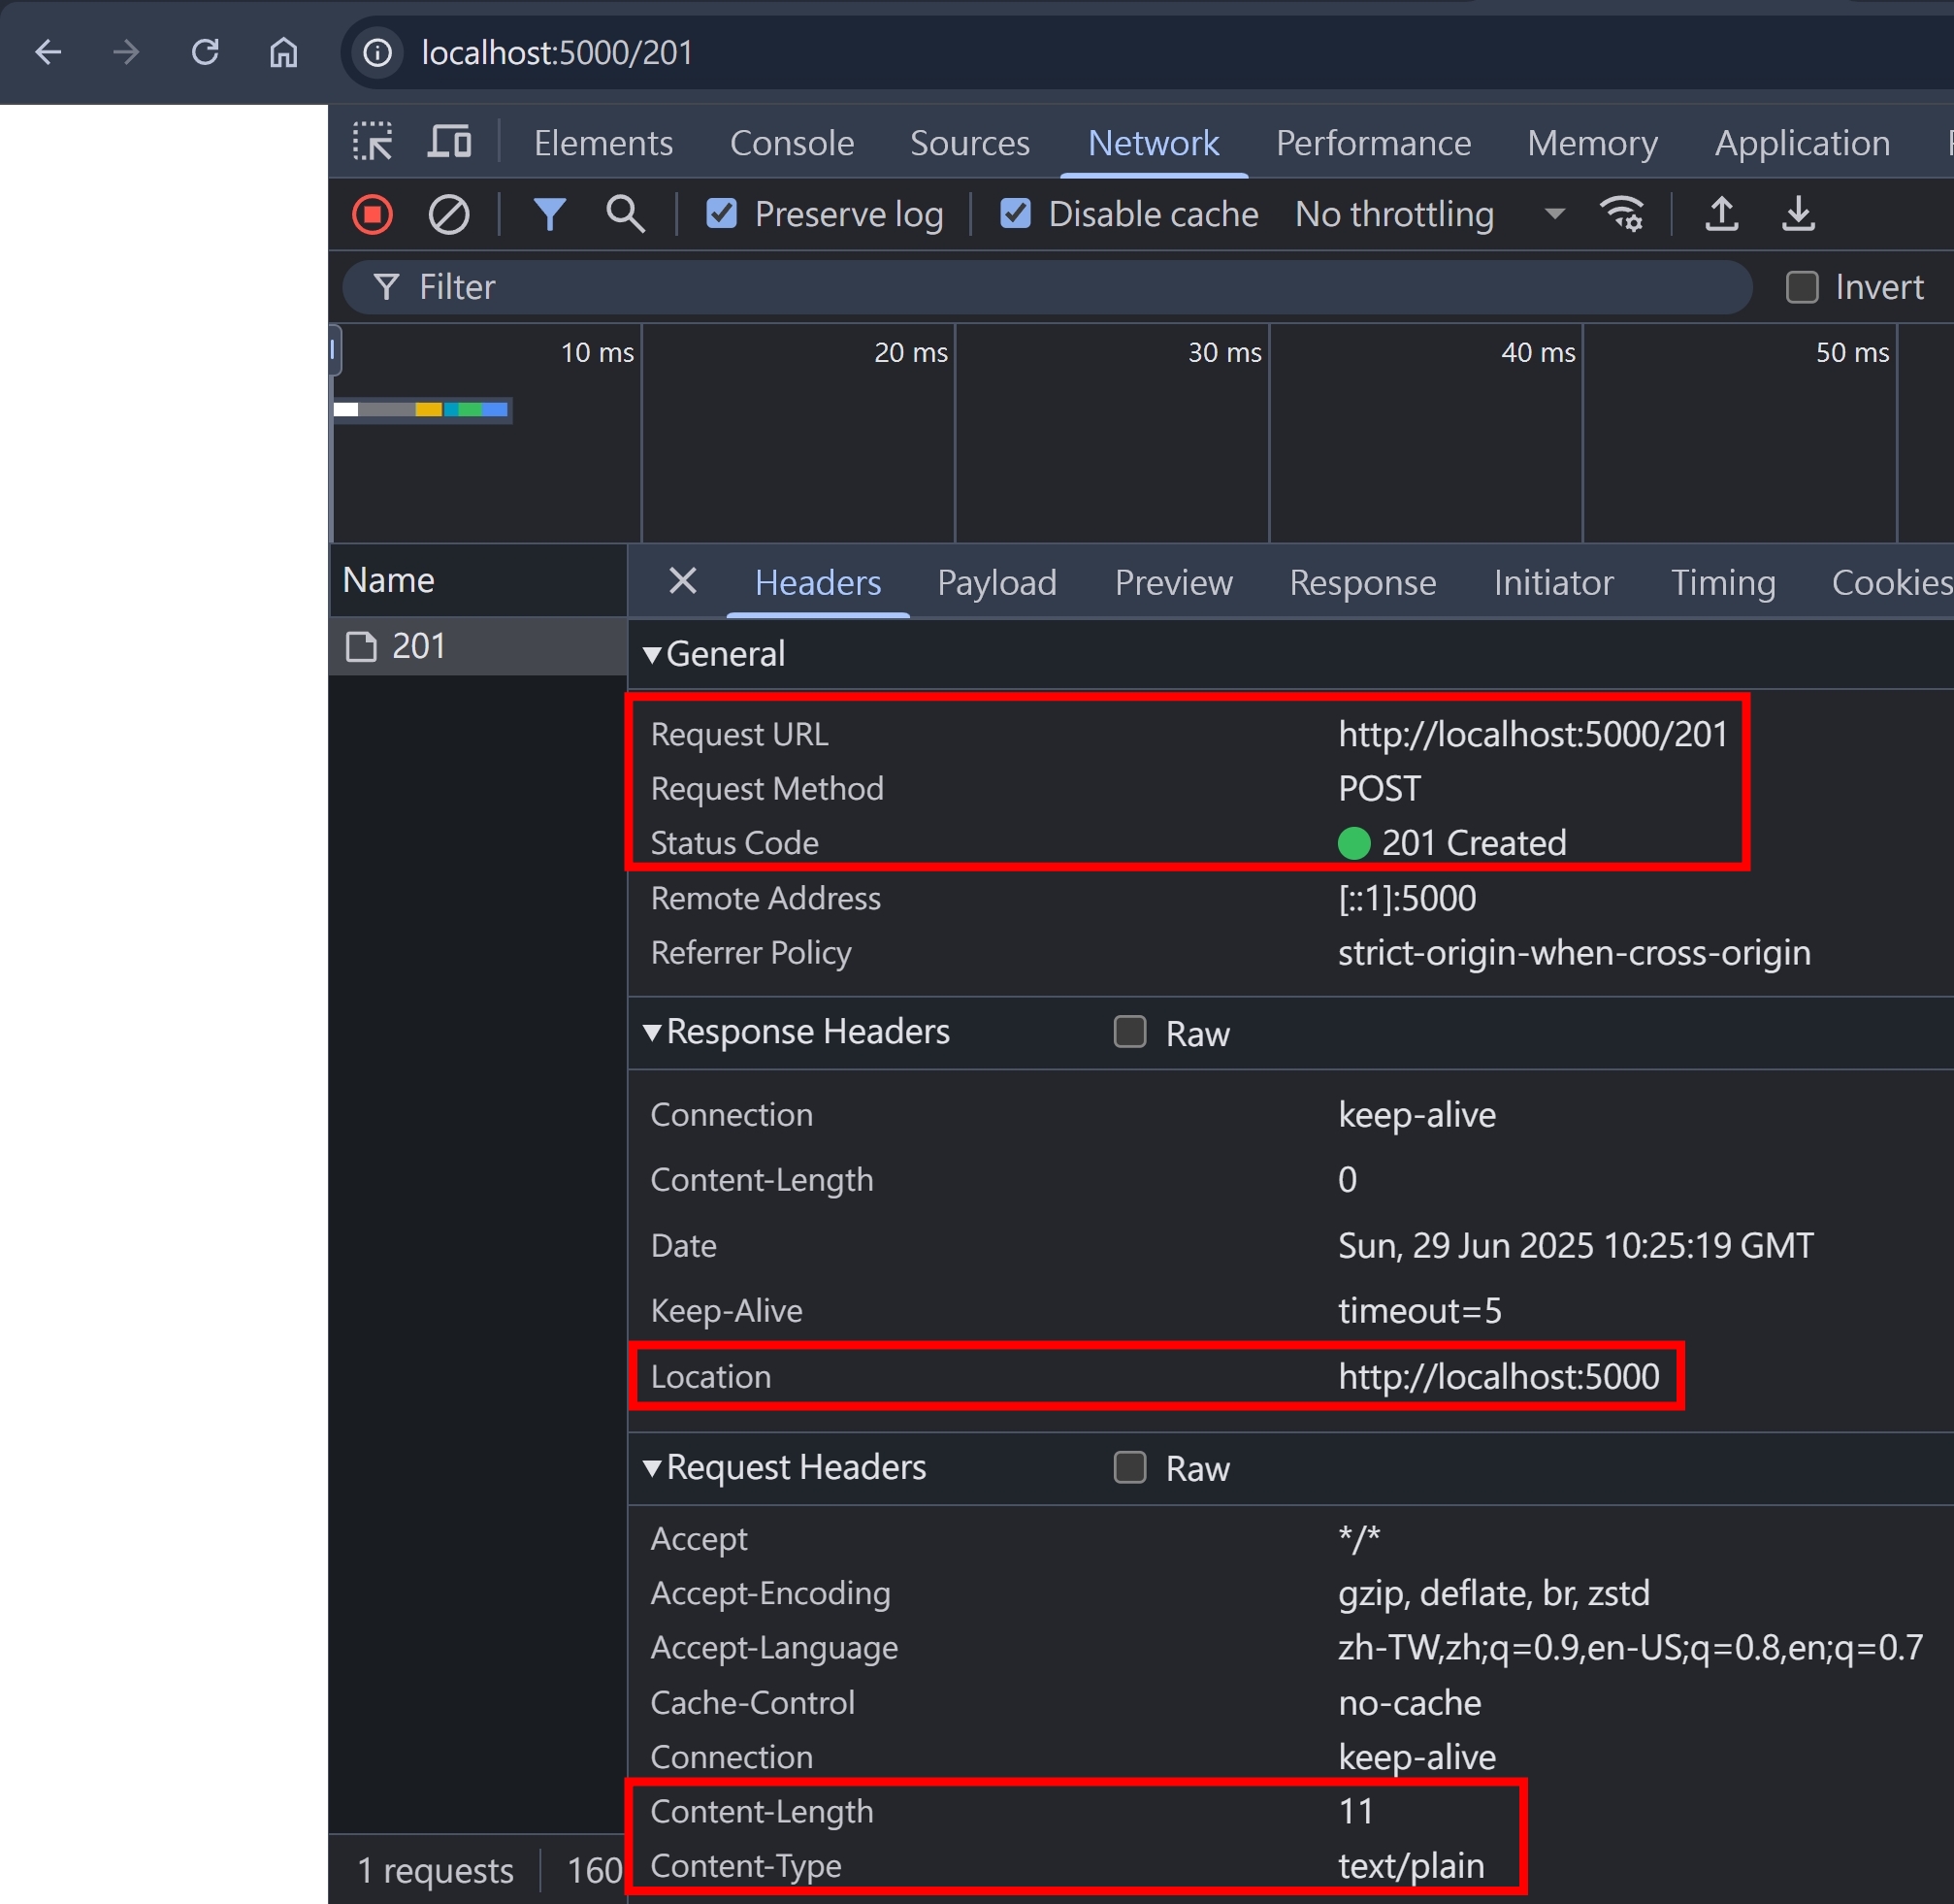 localhost:5000/201
Elements Console Sources Network Performance Memory Application
Preserve log Disable cache No throttling
Filter Invert
10 ms 20 ms 30 ms 40 ms 50 ms
Name
201
Headers Payload Preview Response Initiator Timing Cookies
General
Request URL http://localhost:5000/201
Request Method POST
Status Code 201 Created
Remote Address [::1]:5000
Referrer Policy strict-origin-when-cross-origin
Response Headers Raw
Connection keep-alive
Content-Length 0
Date Sun, 29 Jun 2025 10:25:19 GMT
Keep-Alive timeout=5
Location http://localhost:5000
Request Headers Raw
Accept */*
Accept-Encoding gzip, deflate, br, zstd
Accept-Language zh-TW,zh;q=0.9,en-US;q=0.8,en;q=0.7
Cache-Control no-cache
Connection keep-alive
Content-Length 11
Content-Type text/plain
1 requests 160